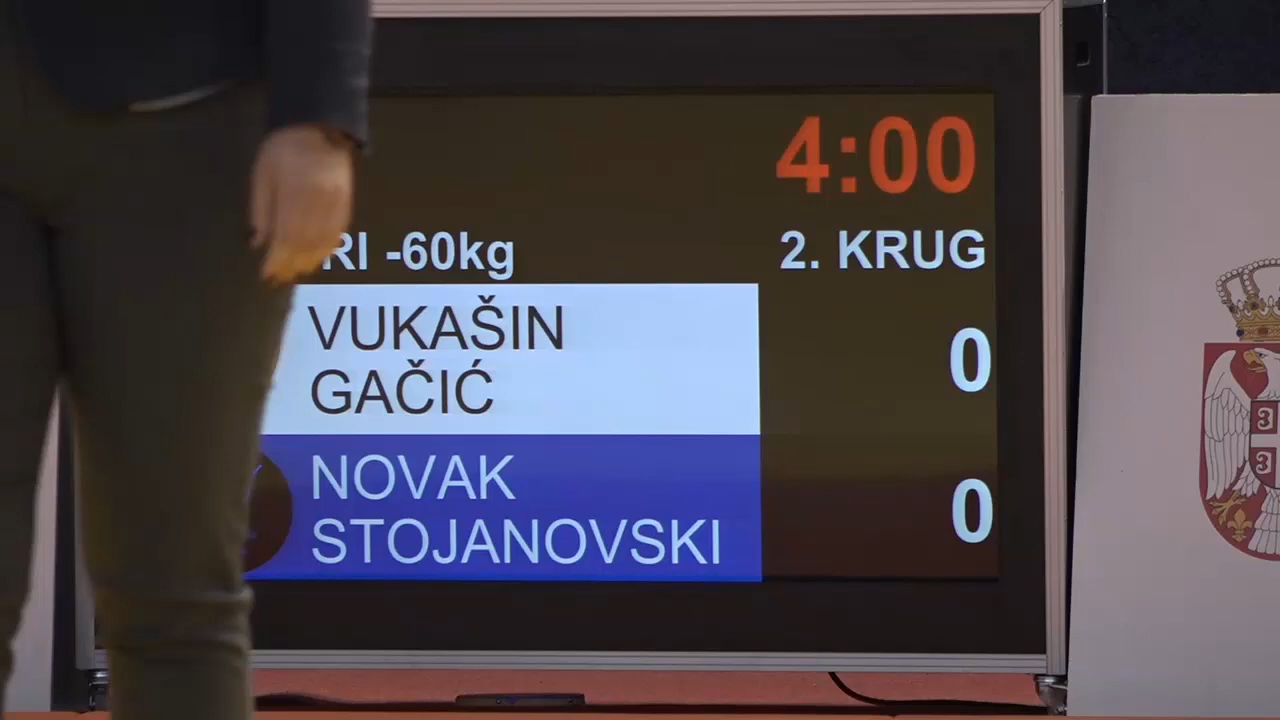 4:00
RI -60kg
2. KRUG
VUKAŠIN
GAČIĆ
0
NOVAK
STOJANOVSKI
0